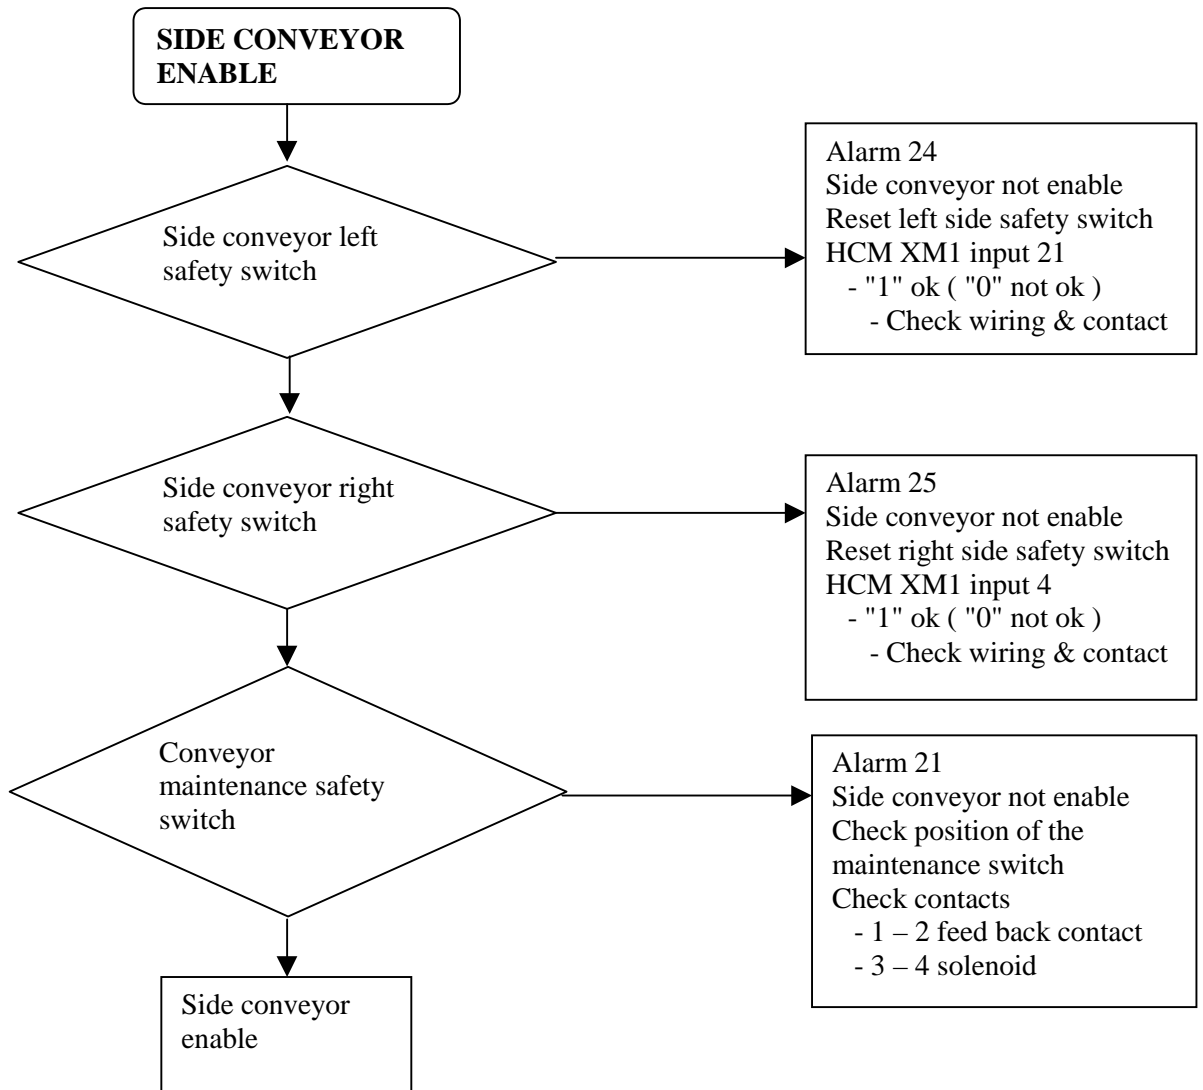 SIDE CONVEYOR
ENABLE
Side conveyor left
safety switch
Alarm 24
Side conveyor not enable
Reset left side safety switch
HCM XM1 input 21
- "1" ok ( "0" not ok )
- Check wiring & contact
Side conveyor right
safety switch
Alarm 25
Side conveyor not enable
Reset right side safety switch
HCM XM1 input 4
- "1" ok ( "0" not ok )
- Check wiring & contact
Conveyor
maintenance safety
switch
Alarm 21
Side conveyor not enable
Check position of the
maintenance switch
Check contacts
- 1 – 2 feed back contact
- 3 – 4 solenoid
Side conveyor
enable